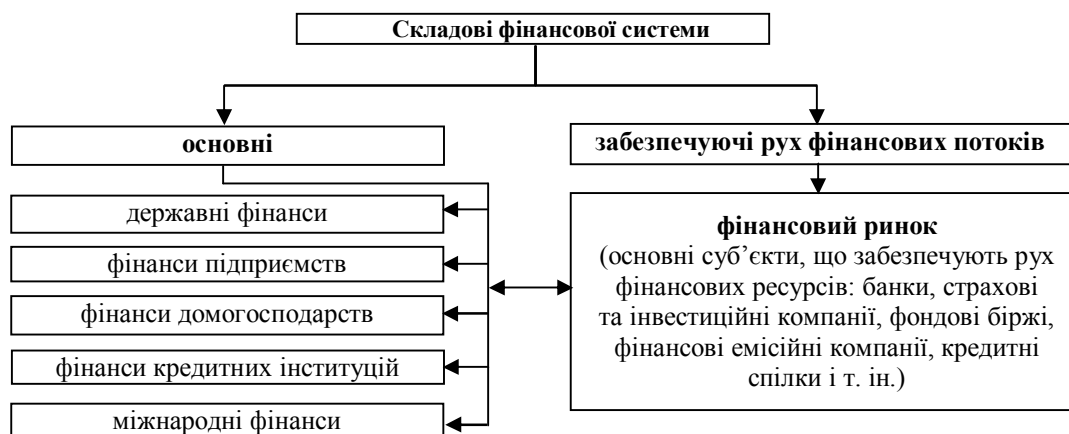 Складові фінансової системи
основні
забезпечуючі рух фінансових потоків
державні фінанси
фінанси підприємств
фінанси домогосподарств
фінанси кредитних інституцій
міжнародні фінанси
фінансовий ринок
(основні суб’єкти, що забезпечують рух
фінансових ресурсів: банки, страхові
та інвестиційні компанії, фондові біржі,
фінансові емісійні компанії, кредитні
спілки і т. ін.)